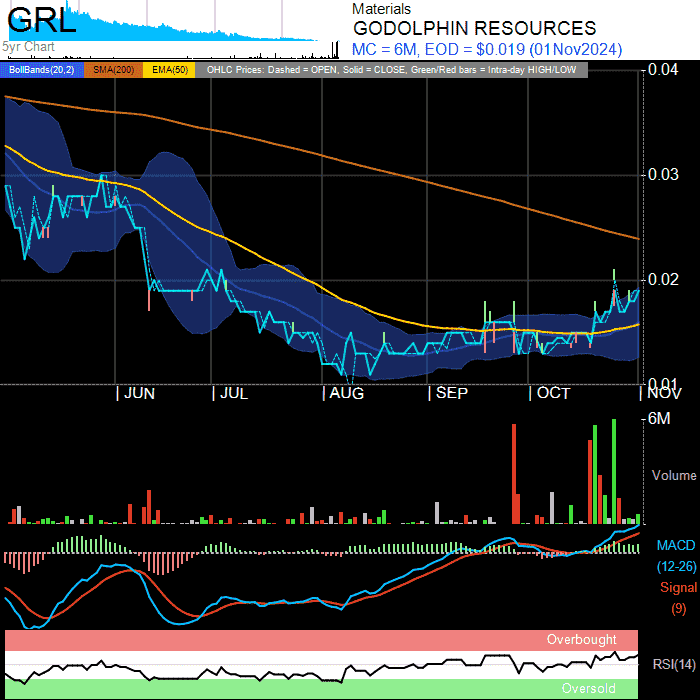 GRL
Materials
GODOLPHIN RESOURCES
5yr Chart
MC = 6M, EOD = $0.019 (01Nov2024)
BollBands(20,2) SMA(200) EMA(50) OHLC Prices: Dashed = OPEN, Solid = CLOSE, Green/Red bars = Intra-day HIGH/LOW
0.04
0.03
0.02
0.01
| JUN | JUL | AUG | SEP | OCT | NOV
6M
Volume
MACD
(12-26)
Signal
(9)
Overbought
RSI(14)
Oversold